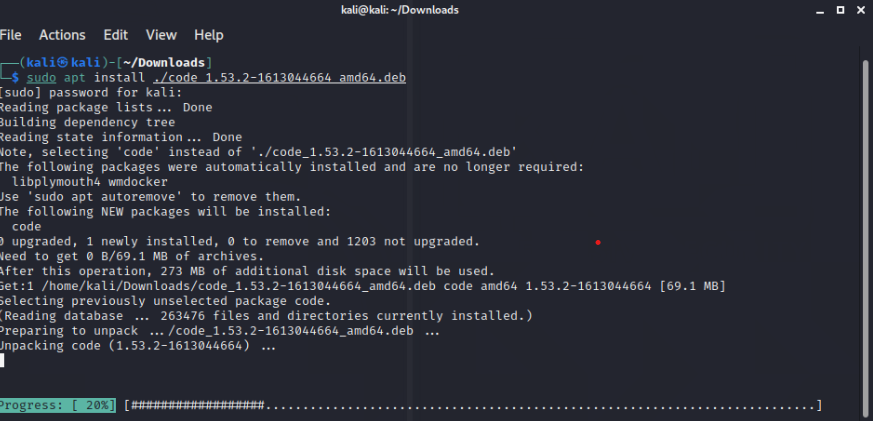 kali@kali: ~/Downloads
File Actions Edit View Help
(kali㉿kali)-[~/Downloads]
$ sudo apt install ./code_1.53.2-1613044664_amd64.deb
[sudo] password for kali:
Reading package lists... Done
Building dependency tree
Reading state information... Done
Note, selecting 'code' instead of './code_1.53.2-1613044664_amd64.deb'
The following packages were automatically installed and are no longer required:
libplymouth4 wmdocker
Use 'sudo apt autoremove' to remove them.
The following NEW packages will be installed:
code
0 upgraded, 1 newly installed, 0 to remove and 1203 not upgraded.
Need to get 0 B/69.1 MB of archives.
After this operation, 273 MB of additional disk space will be used.
Get:1 /home/kali/Downloads/code_1.53.2-1613044664_amd64.deb code amd64 1.53.2-1613044664 [69.1 MB]
Selecting previously unselected package code.
(Reading database ... 263476 files and directories currently installed.)
Preparing to unpack .../code_1.53.2-1613044664_amd64.deb ...
Unpacking code (1.53.2-1613044664) ...
Progress: [ 20%] [##################..........................................................................]